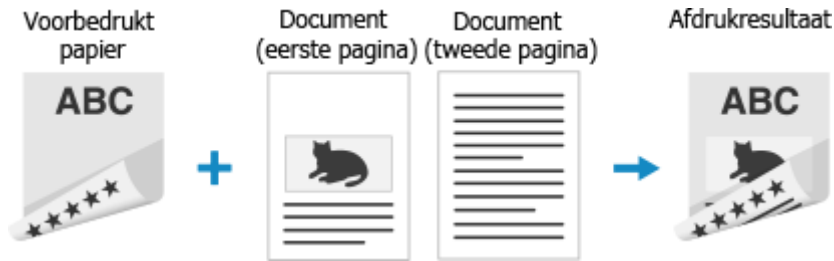 Voorbedrukt
papier
Document
(eerste pagina)
Document
(tweede pagina)
Afdrukresultaat
ABC
ABC